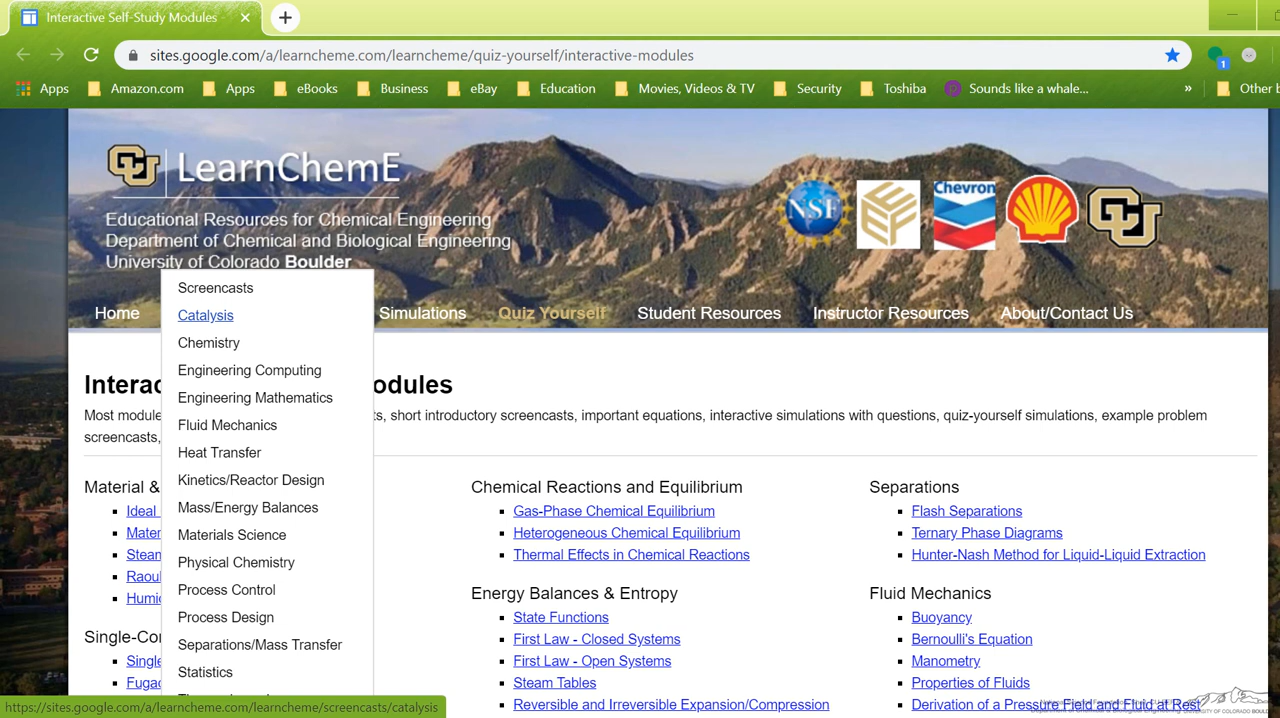 Interactive Self-Study Modules
sites.google.com/a/learncheme.com/learncheme/quiz-yourself/interactive-modules
1
Apps Amazon.com Apps eBooks Business eBay Education Movies, Videos & TV Security Toshiba Sounds like a whale... » Other b
CU LearnChemE
Educational Resources for Chemical Engineering
Department of Chemical and Biological Engineering
University of Colorado Boulder
NSF
Chevron
CU
Home Simulations Quiz Yourself Student Resources Instructor Resources About/Contact Us
Screencasts
Catalysis
Chemistry
Engineering Computing
Engineering Mathematics
Fluid Mechanics
Heat Transfer
Kinetics/Reactor Design
Mass/Energy Balances
Materials Science
Physical Chemistry
Process Control
Process Design
Separations/Mass Transfer
Statistics
Interac odules
Most module ts, short introductory screencasts, important equations, interactive simulations with questions, quiz-yourself simulations, example problem
screencasts,
Material &
Ideal
Mater
Steam
Raoul
Humid
Single-Co
Single
Fugac
Chemical Reactions and Equilibrium
Gas-Phase Chemical Equilibrium
Heterogeneous Chemical Equilibrium
Thermal Effects in Chemical Reactions
Energy Balances & Entropy
State Functions
First Law - Closed Systems
First Law - Open Systems
Steam Tables
Reversible and Irreversible Expansion/Compression
Separations
Flash Separations
Ternary Phase Diagrams
Hunter-Nash Method for Liquid-Liquid Extraction
Fluid Mechanics
Buoyancy
Bernoulli's Equation
Manometry
Properties of Fluids
Derivation of a Pressure Field and Fluid at Rest
https://sites.google.com/a/learncheme.com/learncheme/screencasts/catalysis